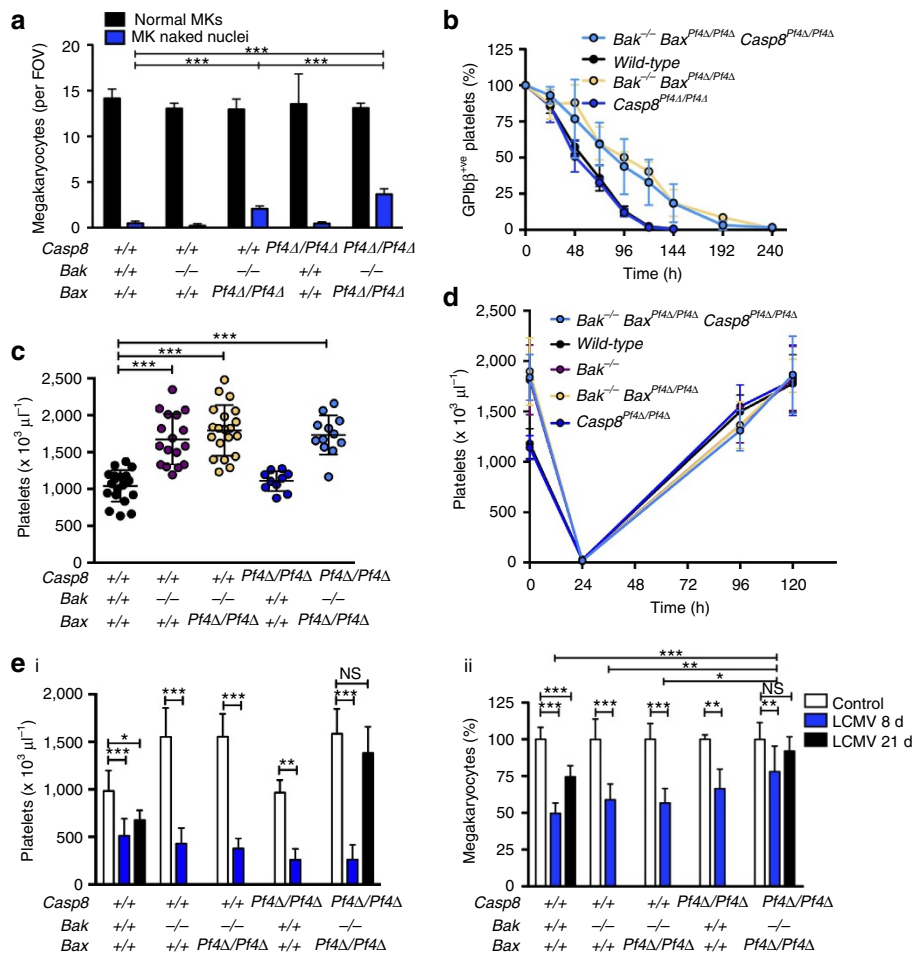 a
Normal MKs
MK naked nuclei
***
*** ***
Megakaryocytes (per FOV)
20
15
10
5
0
Casp8 +/+ +/+ +/+ Pf4Δ/Pf4Δ Pf4Δ/Pf4Δ
Bak +/+ –/– –/– +/+ –/–
Bax +/+ +/+ Pf4Δ/Pf4Δ +/+ Pf4Δ/Pf4Δ
b
Bak–/– BaxPf4Δ/Pf4Δ Casp8Pf4Δ/Pf4Δ
Wild-type
Bak–/– BaxPf4Δ/Pf4Δ
Casp8Pf4Δ/Pf4Δ
GPIbβ+ve platelets (%)
125
100
75
50
25
0
0 48 96 144 192 240
Time (h)
c
***
***
***
Platelets (x 10³ µl–1)
2,500
2,000
1,500
1,000
500
0
Casp8 +/+ +/+ +/+ Pf4Δ/Pf4Δ Pf4Δ/Pf4Δ
Bak +/+ –/– –/– +/+ –/–
Bax +/+ +/+ Pf4Δ/Pf4Δ +/+ Pf4Δ/Pf4Δ
d
Bak–/– BaxPf4Δ/Pf4Δ Casp8Pf4Δ/Pf4Δ
Wild-type
Bak–/–
Bak–/– BaxPf4Δ/Pf4Δ
Casp8Pf4Δ/Pf4Δ
Platelets (x 10³ µl–1)
2,500
2,000
1,500
1,000
500
0
0 24 48 72 96 120
Time (h)
e i
NS
*** *** ***
*
*** **
Platelets (x 10³ µl–1)
2,000
1,500
1,000
500
0
Casp8 +/+ +/+ +/+ Pf4Δ/Pf4Δ Pf4Δ/Pf4Δ
Bak +/+ –/– –/– +/+ –/–
Bax +/+ +/+ Pf4Δ/Pf4Δ +/+ Pf4Δ/Pf4Δ
ii
***
**
*
*** NS
*** *** *** ** **
Control
LCMV 8 d
LCMV 21 d
Megakaryocytes (%)
125
100
75
50
25
0
Casp8 +/+ +/+ +/+ Pf4Δ/Pf4Δ Pf4Δ/Pf4Δ
Bak +/+ –/– –/– +/+ –/–
Bax +/+ +/+ Pf4Δ/Pf4Δ +/+ Pf4Δ/Pf4Δ